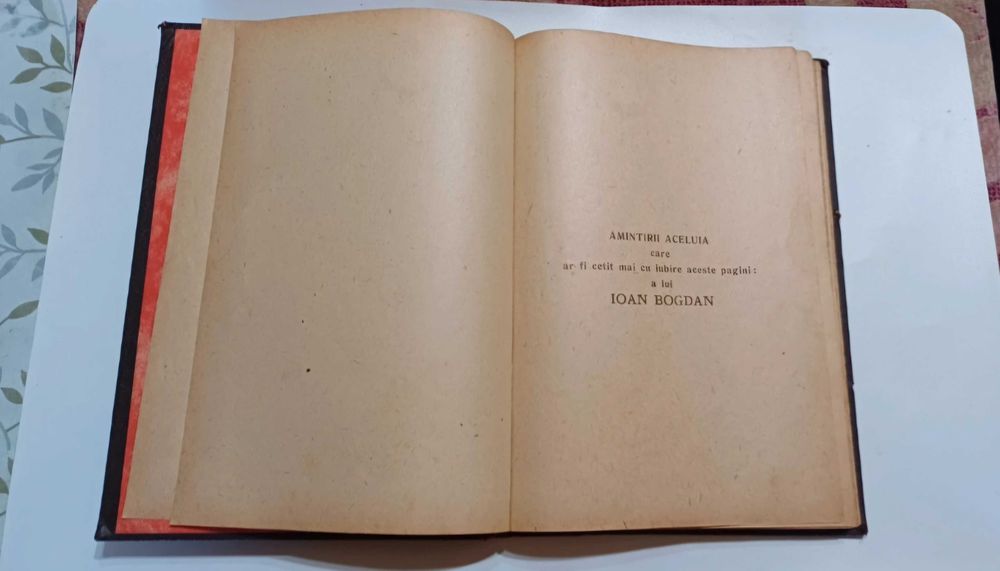 AMINTIRII ACELUIA
care
ar fi cetit mai cu iubire aceste pagini:
a lui
IOAN BOGDAN